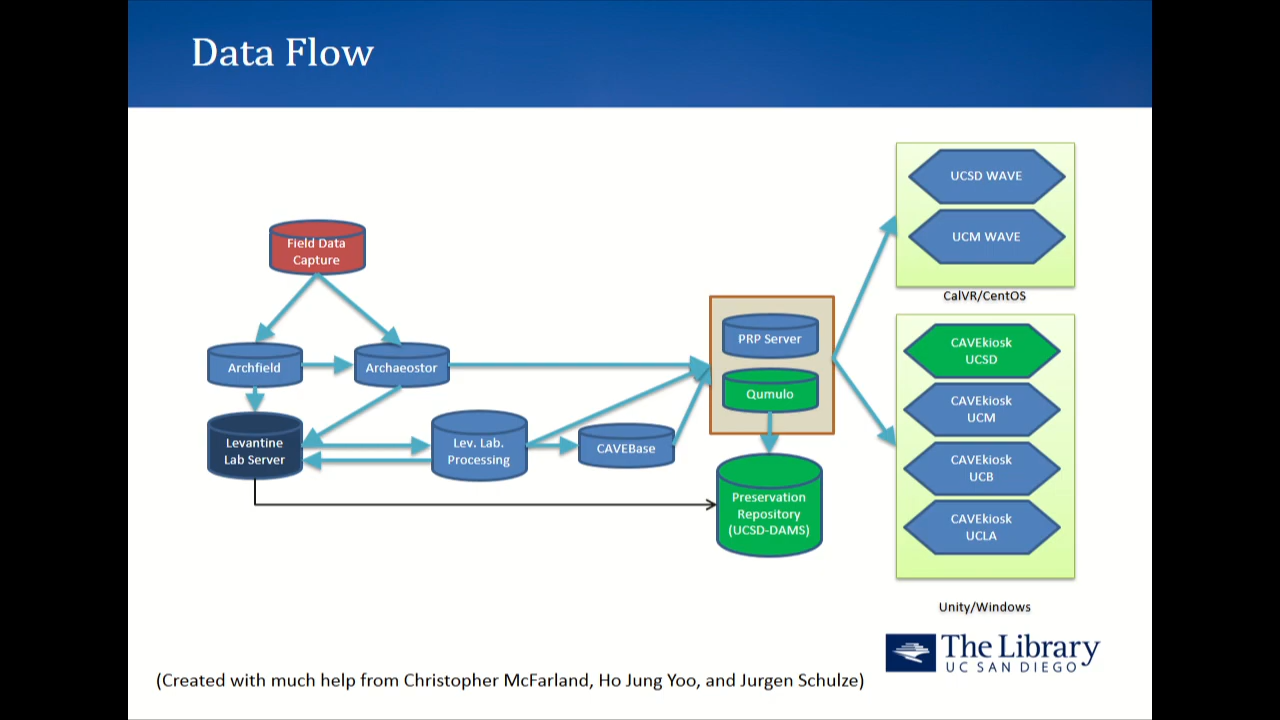 Data Flow
Field Data
Capture
Archfield
Archaeostor
Levantine
Lab Server
Lev. Lab.
Processing
CAVEBase
PRP Server
Qumulo
Preservation
Repository
(UCSD-DAMS)
UCSD WAVE
UCM WAVE
CalVR/CentOS
CAVEkiosk
UCSD
CAVEkiosk
UCM
CAVEkiosk
UCB
CAVEkiosk
UCLA
Unity/Windows
The Library
UC SAN DIEGO
(Created with much help from Christopher McFarland, Ho Jung Yoo, and Jurgen Schulze)